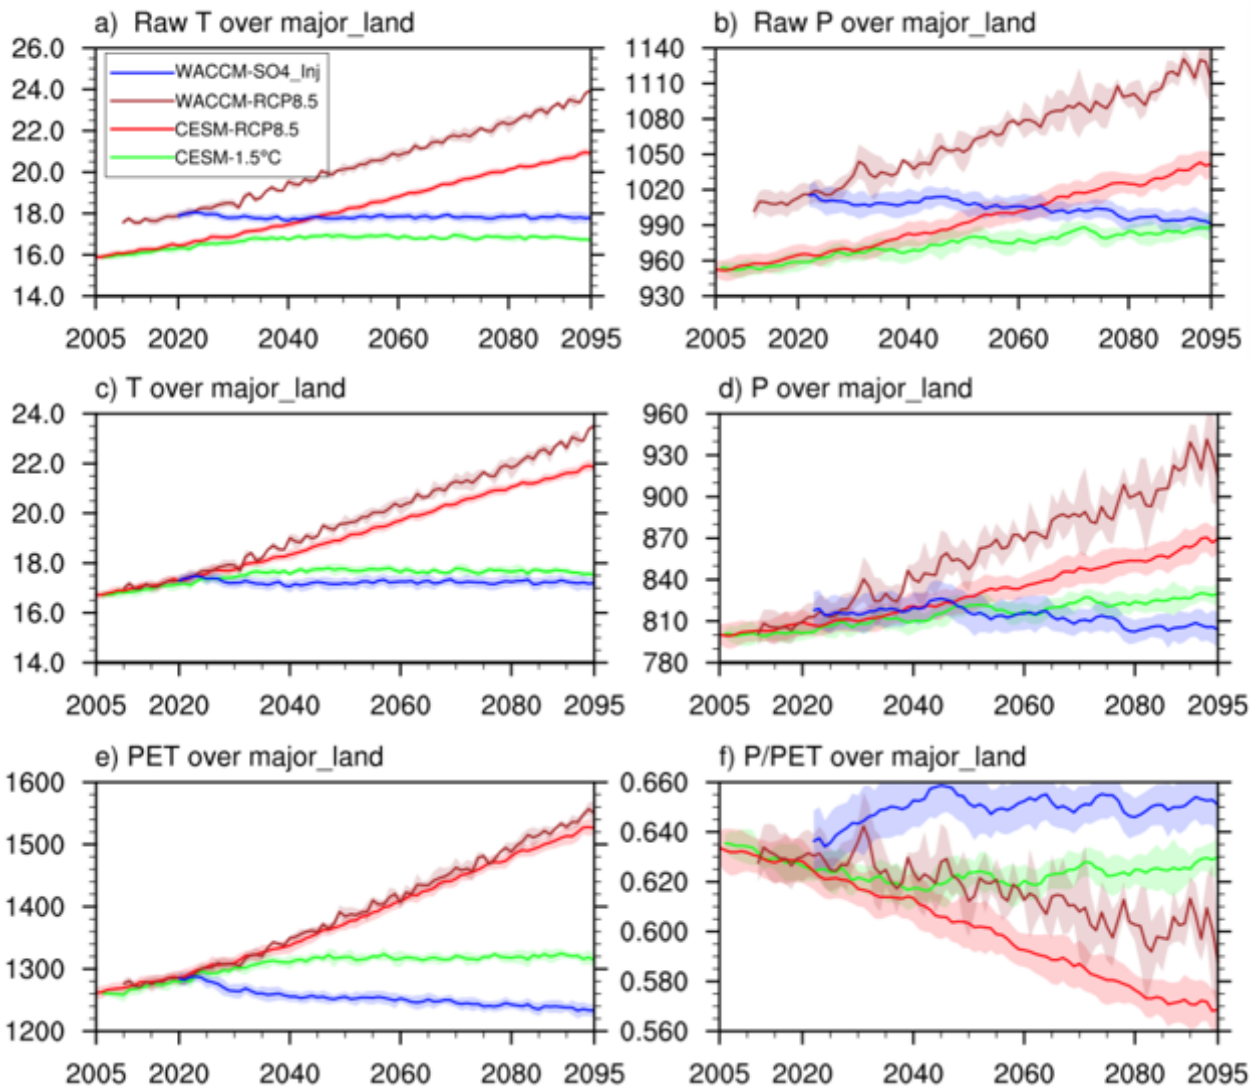 a) Raw T over major_land
26.0
24.0
22.0
20.0
18.0
16.0
14.0
WACCM-SO4_Inj
WACCM-RCP8.5
CESM-RCP8.5
CESM-1.5ºC
2005 2020 2040 2060 2080 2095
b) Raw P over major_land
1140
1110
1080
1050
1020
990
960
930
2005 2020 2040 2060 2080 2095
c) T over major_land
24.0
22.0
20.0
18.0
16.0
14.0
2005 2020 2040 2060 2080 2095
d) P over major_land
960
930
900
870
840
810
780
2005 2020 2040 2060 2080 2095
e) PET over major_land
1600
1500
1400
1300
1200
2005 2020 2040 2060 2080 2095
f) P/PET over major_land
0.660
0.640
0.620
0.600
0.580
0.560
2005 2020 2040 2060 2080 2095